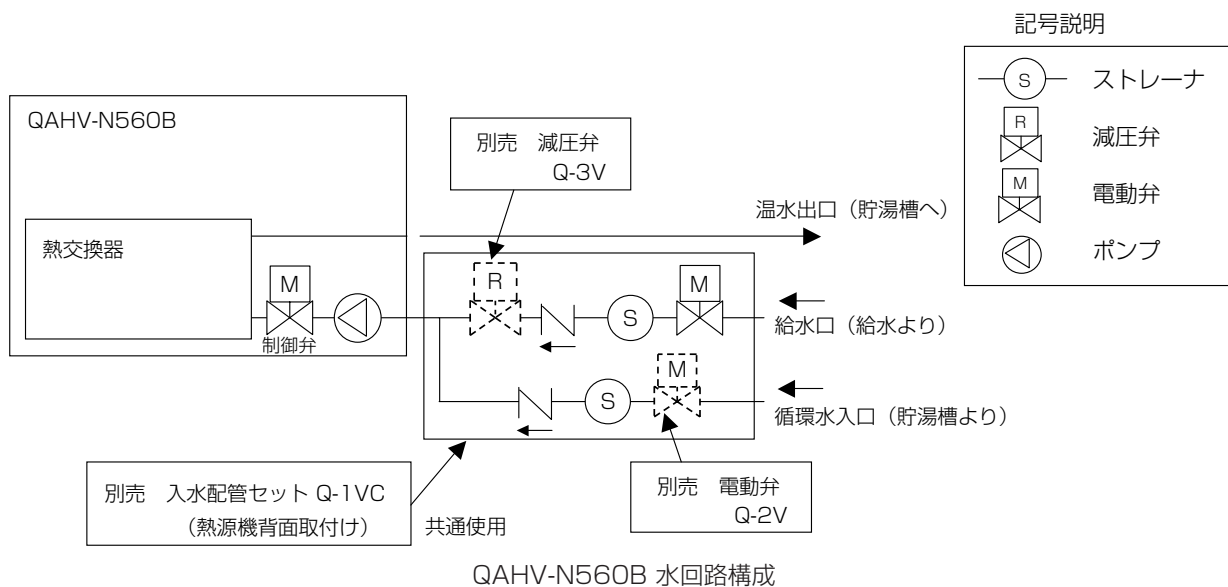 記号説明
S ストレーナ
R 減圧弁
M 電動弁
ポンプ
QAHV-N560B
熱交換器
M
制御弁
別売　減圧弁
Q-3V
温水出口（貯湯槽へ）
R
S
M
給水口（給水より）
S
M
循環水入口（貯湯槽より）
別売　入水配管セット Q-1VC
（熱源機背面取付け）
共通使用
別売　電動弁
Q-2V
QAHV-N560B 水回路構成